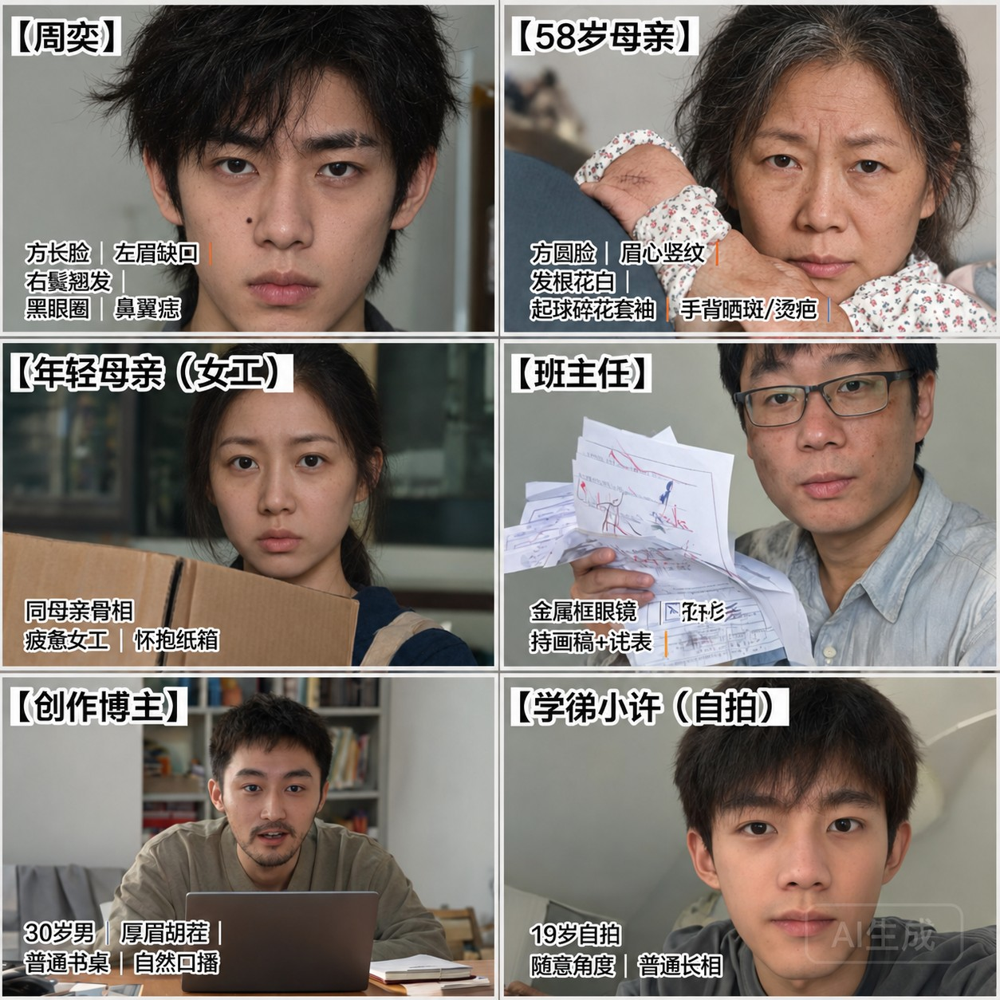 【周奕】
方长脸｜左眉缺口｜
右鬓翘发｜
黑眼圈｜鼻翼痣
【58岁母亲】
方圆脸｜眉心竖纹｜
发根花白｜
起球碎花套袖｜手背晒斑/烫疤｜
【年轻母亲（女工）】
同母亲骨相
疲惫女工｜怀抱纸箱
【班主任】
金属框眼镜｜
持画稿+试表｜
【创作博主】
30岁男｜厚眉胡茬｜
普通书桌｜自然口播
【学徒小许（自拍）】
19岁自拍
随意角度｜普通长相
AI生成